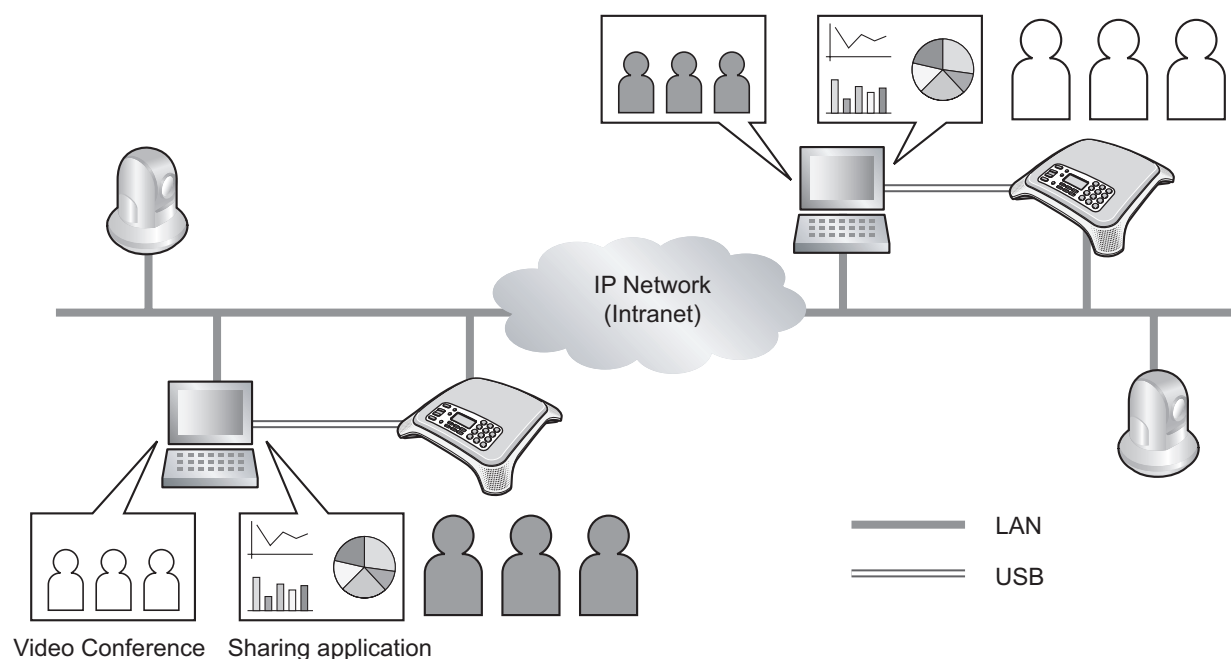 IP Network
(Intranet)
LAN
USB
Video Conference
Sharing application